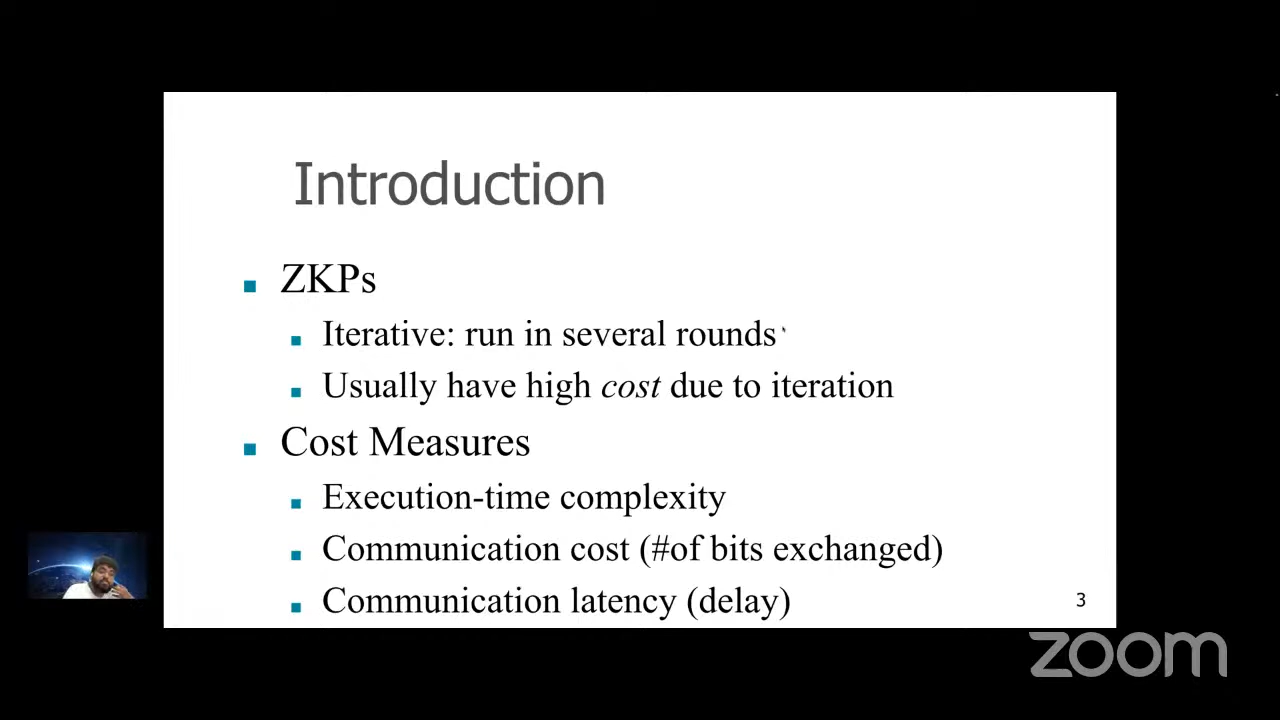 Introduction
ZKPs
Iterative: run in several rounds
Usually have high cost due to iteration
Cost Measures
Execution-time complexity
Communication cost (#of bits exchanged)
Communication latency (delay)
3
zoom